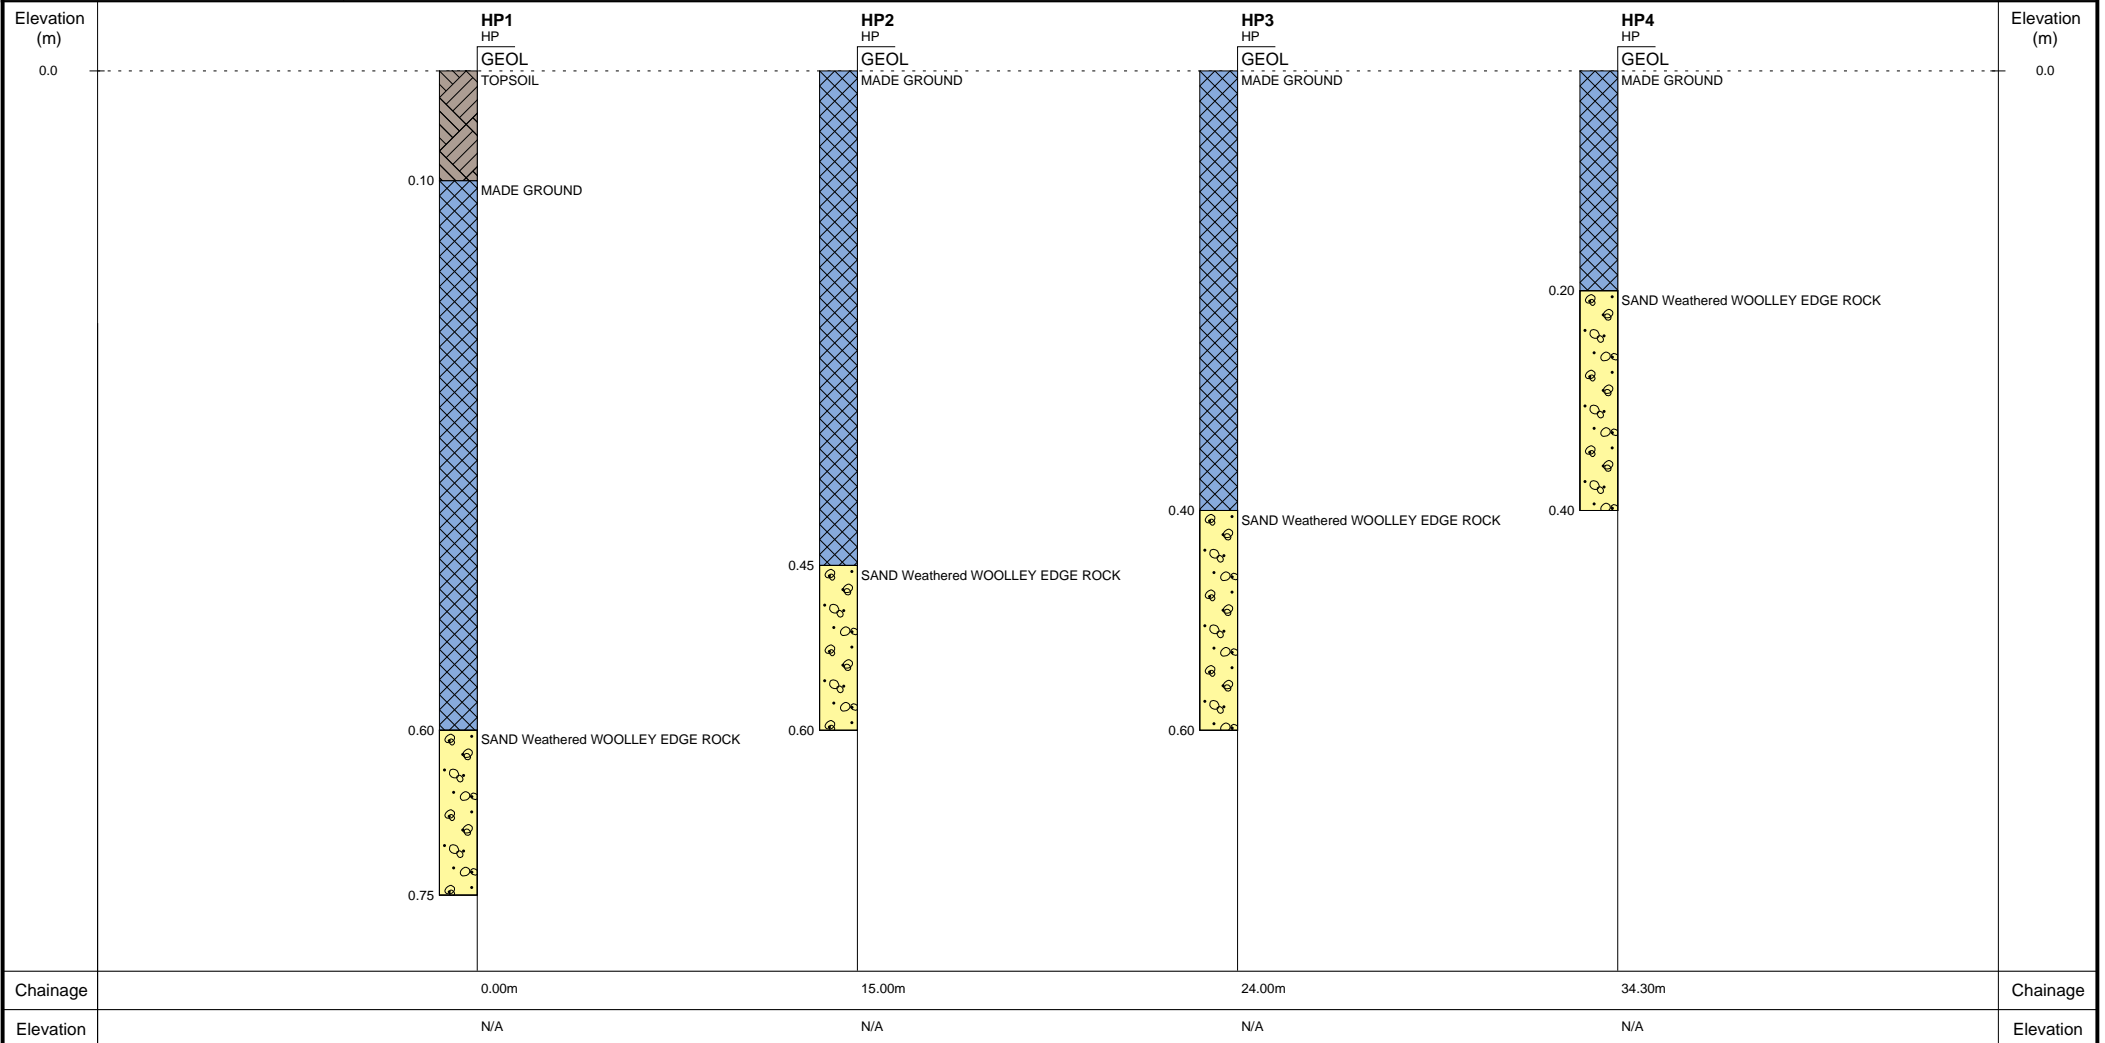 Elevation
(m)
HP1
HP
GEOL
HP2
HP
GEOL
HP3
HP
GEOL
HP4
HP
GEOL
Elevation
(m)
0.0
0.0
TOPSOIL
MADE GROUND
MADE GROUND
MADE GROUND
0.10
MADE GROUND
0.20
SAND Weathered WOOLLEY EDGE ROCK
0.40
SAND Weathered WOOLLEY EDGE ROCK
0.40
0.45
SAND Weathered WOOLLEY EDGE ROCK
0.60
SAND Weathered WOOLLEY EDGE ROCK
0.60
0.60
0.75
Chainage
0.00m
15.00m
24.00m
34.30m
Chainage
Elevation
N/A
N/A
N/A
N/A
Elevation